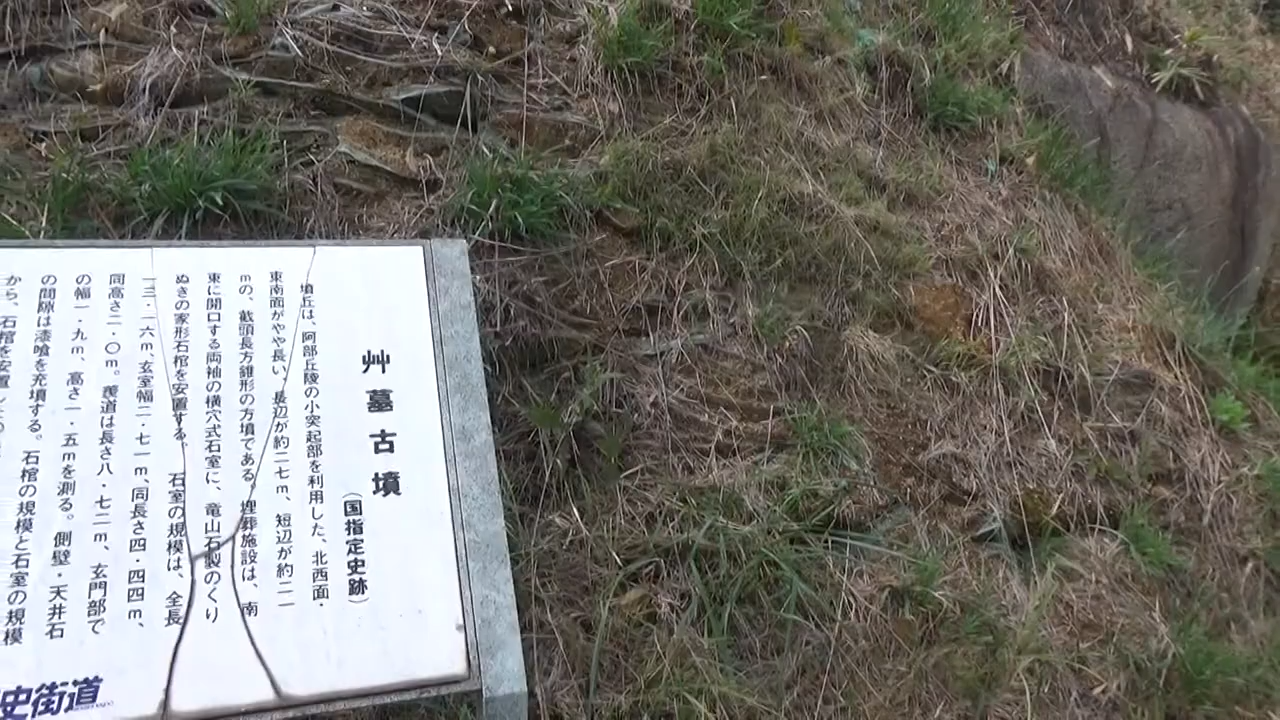 艸墓古墳
（国指定史跡）
墳丘は、阿部丘陵の小突起部を利用した、北西面・
東南面がやや長い、長辺が約二七m、短辺が約二一
mの、截頭長方錐形の方墳である。埋葬施設は、南
東に開口する両袖の横穴式石室に、竜山石製のくり
ぬきの家形石棺を安置する。石室の規模は、全長
一三・一六m、玄室幅二・七一m、同長さ四・四四m、
同高さ二・〇m。羨道は長さ八・七二m、玄門部で
の幅一・九m、高さ一・五mを測る。側壁・天井石
の間隙は漆喰を充塡する。石棺の規模と石室の規模
から、石棺を安置し
史街道